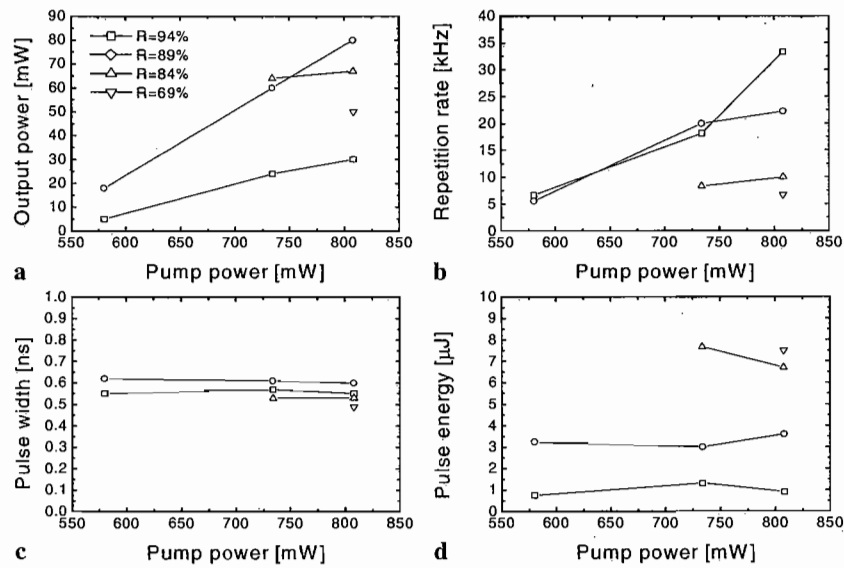 90
80
70
60
50
40
30
20
10
0
Output power [mW]
R=94%
R=89%
R=84%
R=69%
550 600 650 700 750 800 850
a Pump power [mW]
40
35
30
25
20
15
10
5
0
Repetition rate [kHz]
550 600 650 700 750 800 850
b Pump power [mW]
1.0
0.9
0.8
0.7
0.6
0.5
0.4
0.3
0.2
0.1
0.0
Pulse width [ns]
550 600 650 700 750 800 850
c Pump power [mW]
10
9
8
7
6
5
4
3
2
1
0
Pulse energy [μJ]
550 600 650 700 750 800 850
d Pump power [mW]